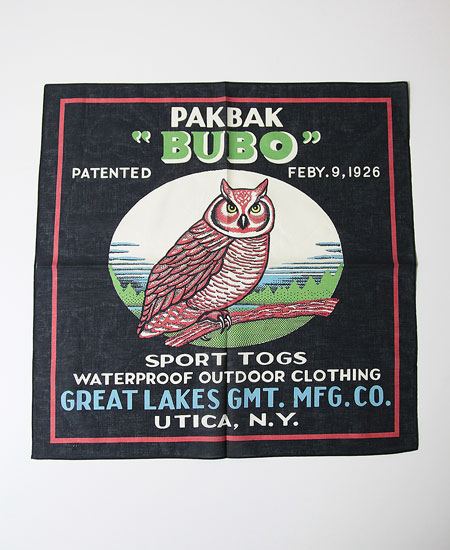 PAKBAK
"BUBO"
PATENTED FEBY. 9, 1926
SPORT TOGS
WATERPROOF OUTDOOR CLOTHING
GREAT LAKES GMT. MFG. CO.
UTICA, N.Y.